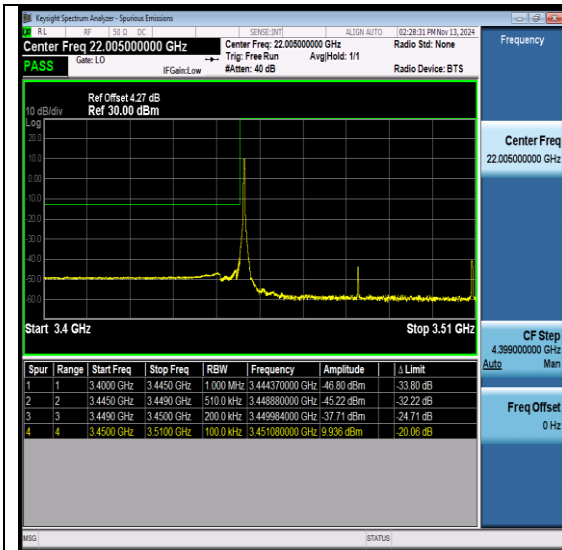 Keysight Spectrum Analyzer - Spurious Emissions
RL RF 50 Ω DC SENSE:INT ALIGN AUTO 02:28:31 PM Nov 13, 2024
Center Freq 22.005000000 GHz Center Freq: 22.005000000 GHz Radio Std: None
Trig: Free Run Avg|Hold: 1/1
PASS Gate: LO IFGain:Low #Atten: 40 dB Radio Device: BTS
Ref Offset 4.27 dB
10 dB/div Ref 30.00 dBm
Log
20.0
10.0
0.00
-10.0
-20.0
-30.0
-40.0
-50.0
-60.0
Start 3.4 GHz Stop 3.51 GHz
Spur Range Start Freq Stop Freq RBW Frequency Amplitude Δ Limit
1 1 3.4000 GHz 3.4450 GHz 1.000 MHz 3.444370000 GHz -46.80 dBm -33.80 dB
2 2 3.4450 GHz 3.4490 GHz 510.0 kHz 3.448880000 GHz -45.22 dBm -32.22 dB
3 3 3.4490 GHz 3.4500 GHz 200.0 kHz 3.449984000 GHz -37.71 dBm -24.71 dB
4 4 3.4500 GHz 3.5100 GHz 100.0 kHz 3.451080000 GHz 9.936 dBm -20.06 dB
Frequency
Center Freq
22.005000000 GHz
CF Step
4.399000000 GHz
Auto Man
Freq Offset
0 Hz
MSG STATUS